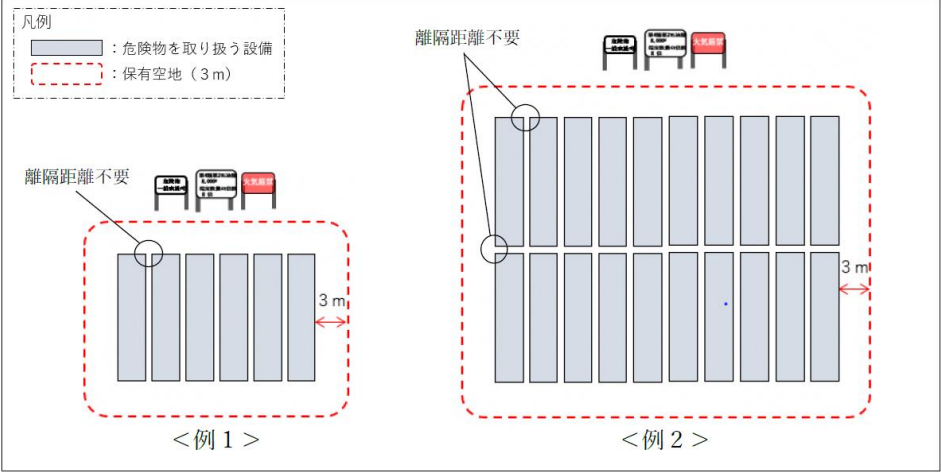 凡例
：危険物を取り扱う設備
：保有空地（３ｍ）
離隔距離不要
火気厳禁
離隔距離不要
火気厳禁
3 m
3 m
＜例１＞
＜例２＞